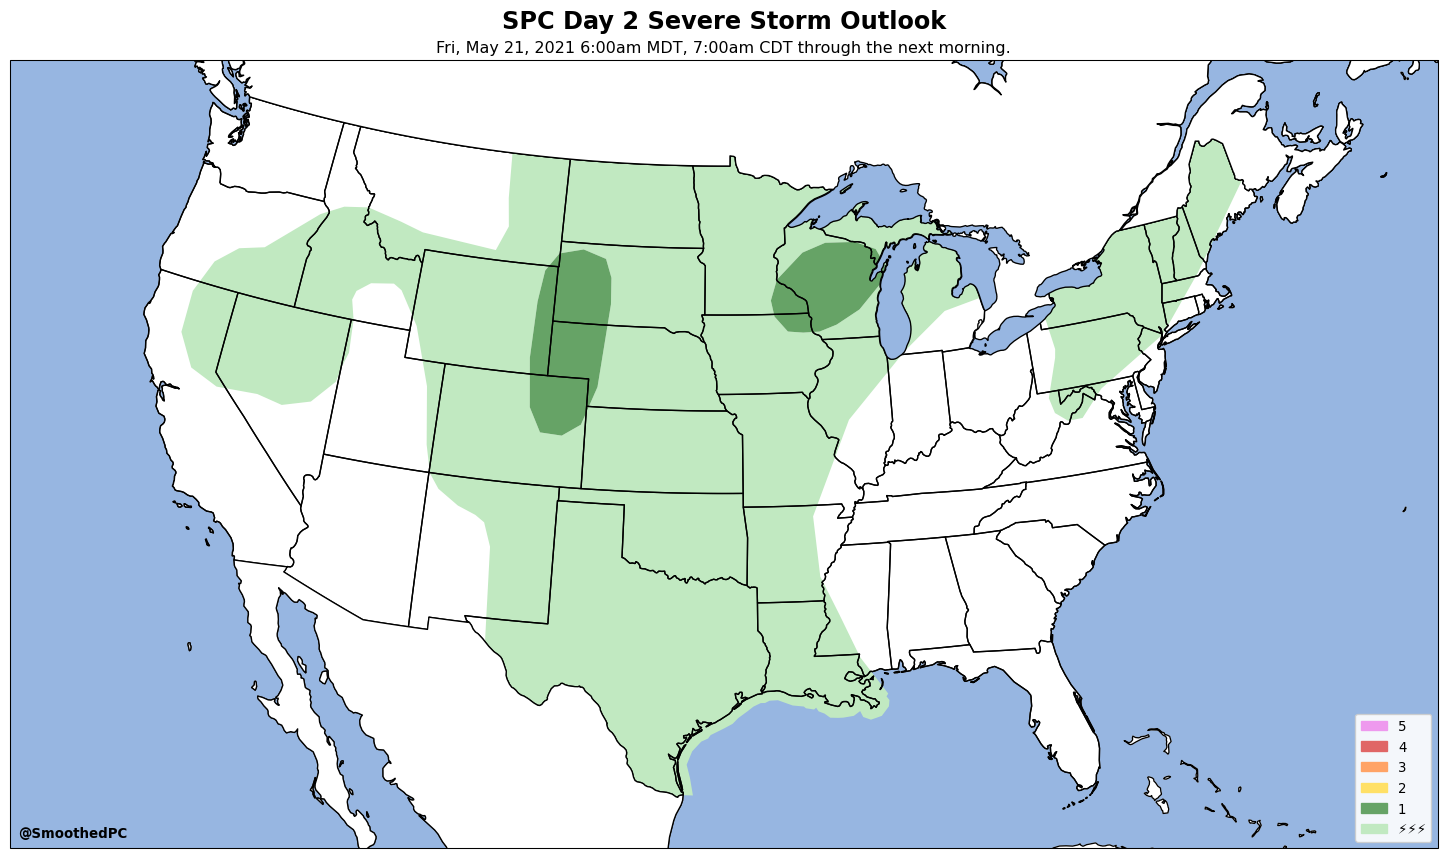 SPC Day 2 Severe Storm Outlook
Fri, May 21, 2021 6:00am MDT, 7:00am CDT through the next morning.
5
4
3
2
1
⚡⚡⚡
@SmoothedPC